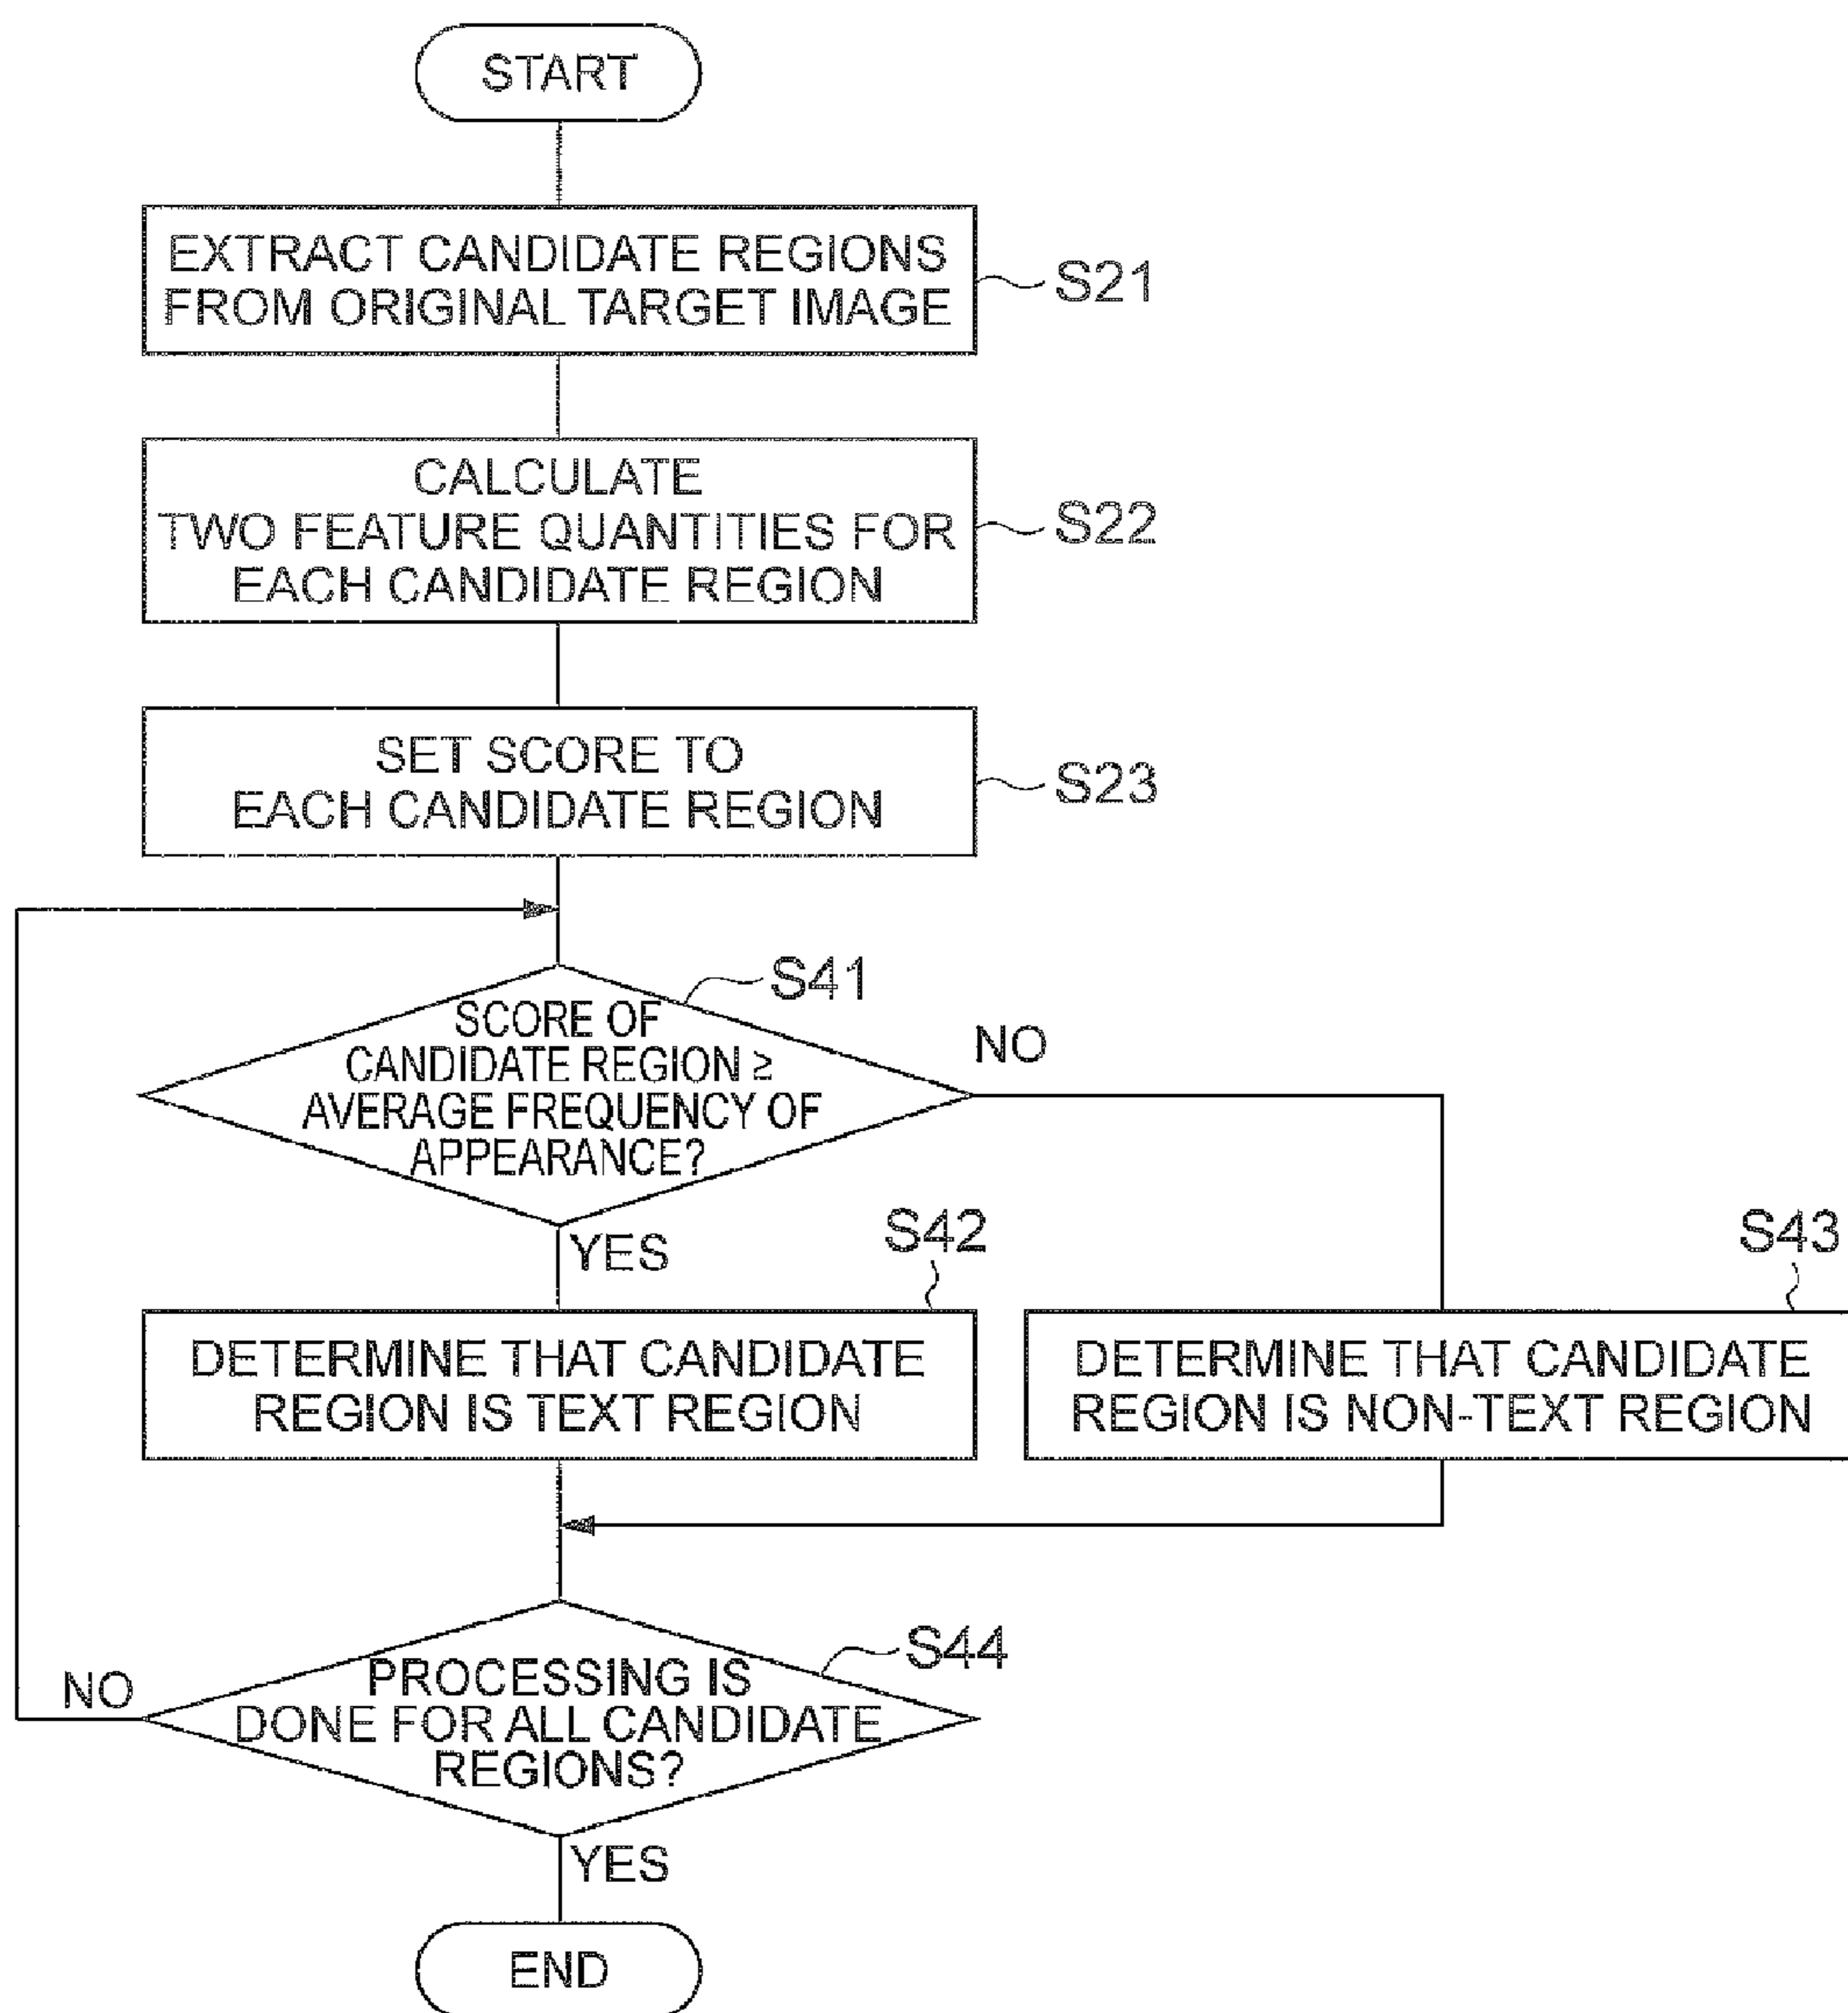 START
EXTRACT CANDIDATE REGIONS
FROM ORIGINAL TARGET IMAGE
S21
CALCULATE
TWO FEATURE QUANTITIES FOR
EACH CANDIDATE REGION
S22
SET SCORE TO
EACH CANDIDATE REGION
S23
S41
SCORE OF
CANDIDATE REGION ≥
AVERAGE FREQUENCY OF
APPEARANCE?
NO
YES
S42
DETERMINE THAT CANDIDATE
REGION IS TEXT REGION
S43
DETERMINE THAT CANDIDATE
REGION IS NON-TEXT REGION
S44
PROCESSING IS
DONE FOR ALL CANDIDATE
REGIONS?
NO
YES
END